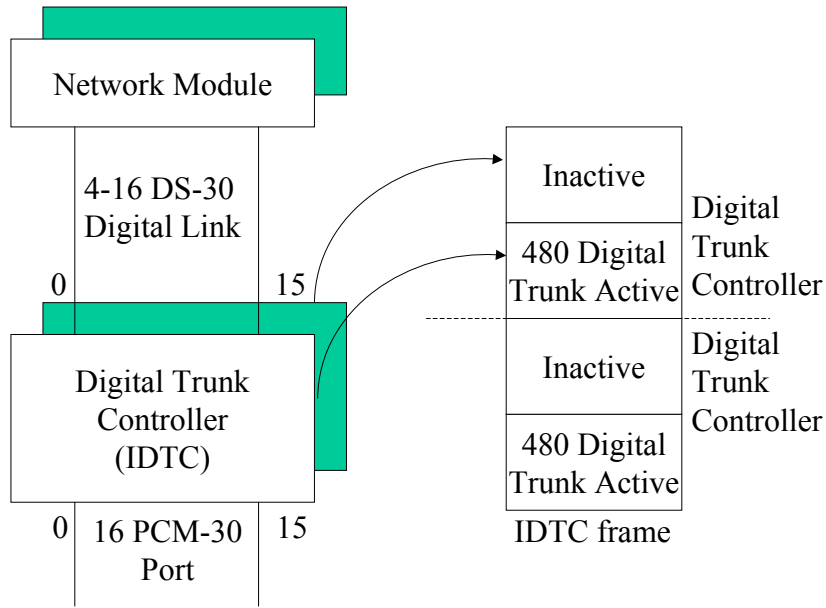 Network Module
4-16 DS-30
Digital Link
0
15
Digital Trunk
Controller
(IDTC)
0
16 PCM-30
Port
15
Inactive
480 Digital
Trunk Active
Digital
Trunk
Controller
Inactive
480 Digital
Trunk Active
Digital
Trunk
Controller
IDTC frame